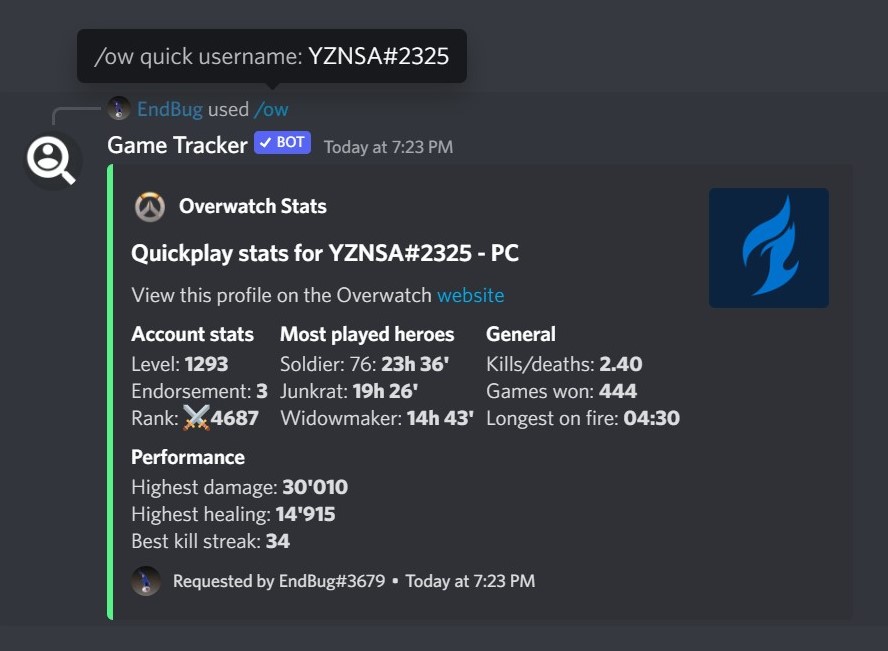 /ow quick username: YZNSA#2325
EndBug used /ow
Game Tracker ✓ BOT Today at 7:23 PM
Overwatch Stats
Quickplay stats for YZNSA#2325 - PC
View this profile on the Overwatch website
Account stats Most played heroes General
Level: 1293 Soldier: 76: 23h 36' Kills/deaths: 2.40
Endorsement: 3 Junkrat: 19h 26' Games won: 444
Rank: ⚔️4687 Widowmaker: 14h 43' Longest on fire: 04:30
Performance
Highest damage: 30'010
Highest healing: 14'915
Best kill streak: 34
Requested by EndBug#3679 • Today at 7:23 PM